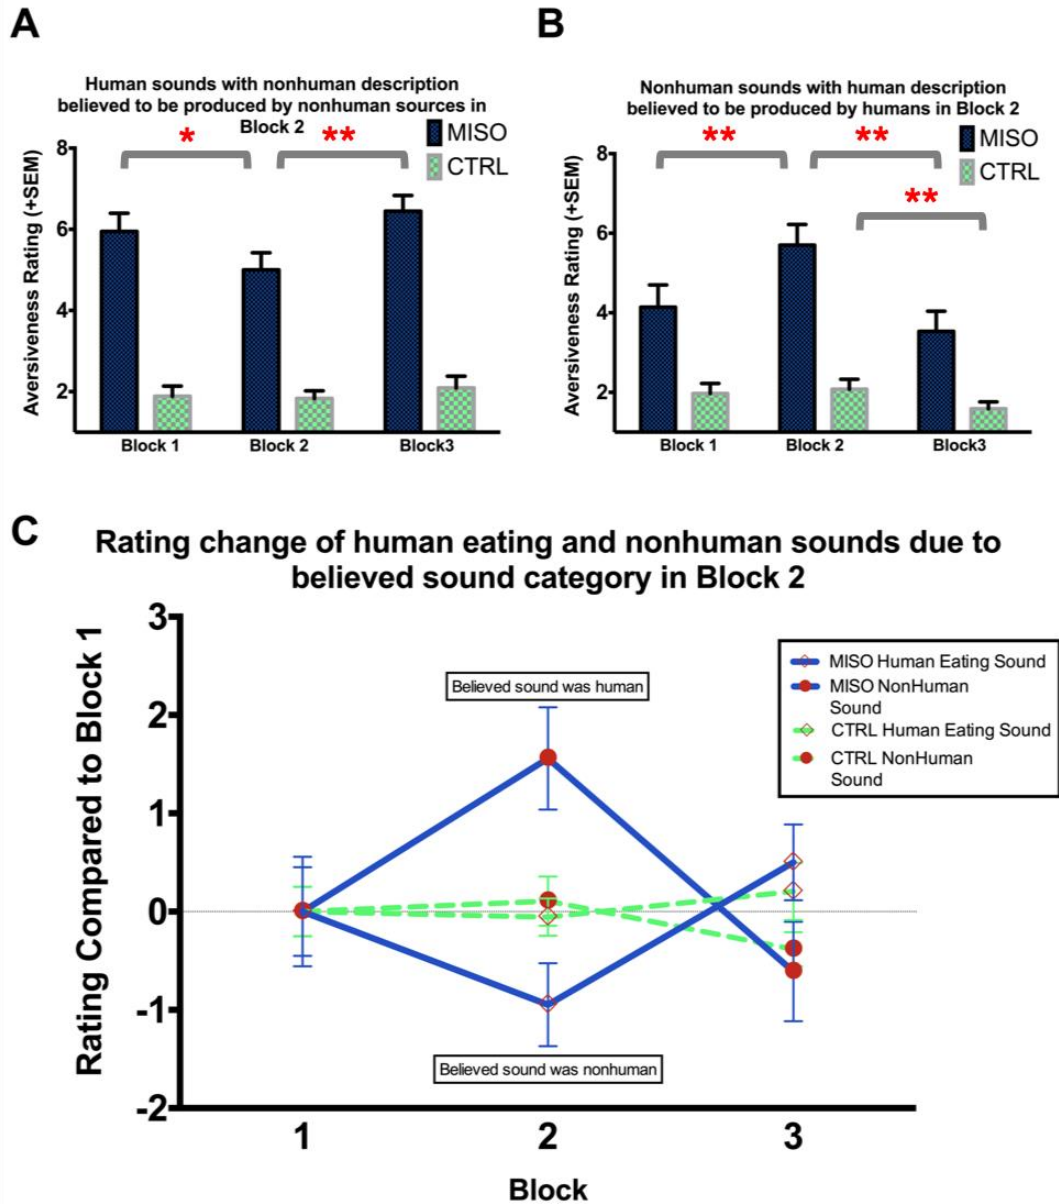 A
Human sounds with nonhuman description
believed to be produced by nonhuman sources in
Block 2
*
**
MISO
CTRL
Aversiveness Rating (+SEM)
8
6
4
2
Block 1
Block 2
Block3
B
Nonhuman sounds with human description
believed to be produced by humans in Block 2
**
**
**
MISO
CTRL
Aversiveness Rating (+SEM)
8
6
4
2
Block 1
Block 2
Block3
C
Rating change of human eating and nonhuman sounds due to
believed sound category in Block 2
Rating Compared to Block 1
3
2
1
0
-1
-2
Believed sound was human
Believed sound was nonhuman
MISO Human Eating Sound
MISO NonHuman
Sound
CTRL Human Eating Sound
CTRL NonHuman
Sound
1
2
3
Block